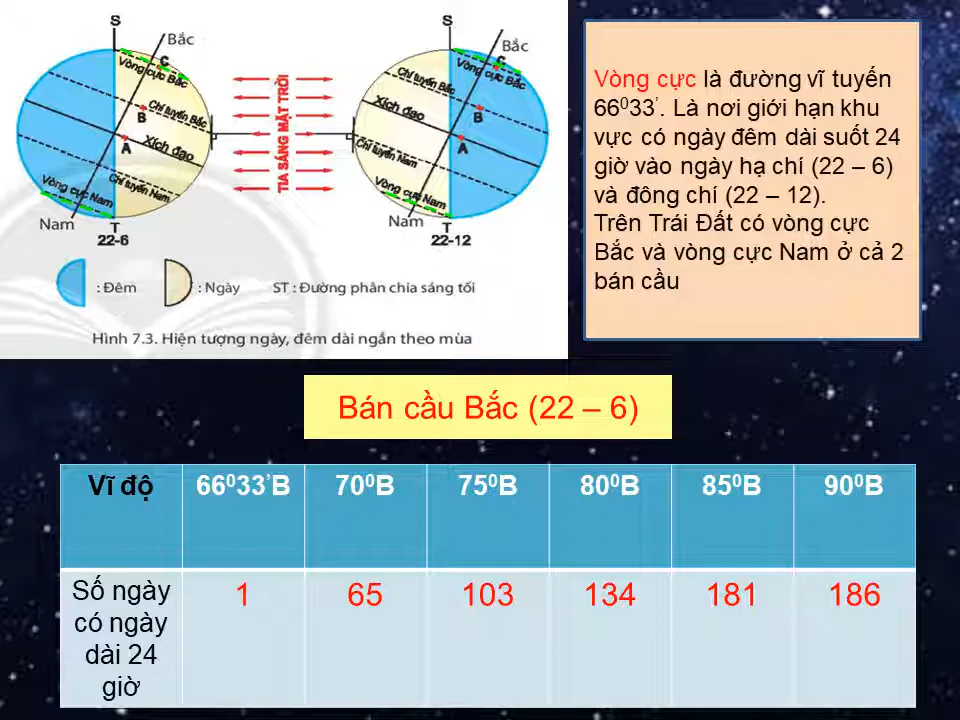 S
Bắc
Vòng cực Bắc
C
Chí tuyến Bắc
B
Xích đạo
A
Chí tuyến Nam
Vòng cực Nam
Nam
T
22-6
TIA SÁNG MẶT TRỜI
S
Bắc
C
Vòng cực Bắc
Chí tuyến Bắc
B
Xích đạo
A
Chí tuyến Nam
Vòng cực Nam
Nam
T
22-12
: Đêm
: Ngày
ST : Đường phân chia sáng tối
Hình 7.3. Hiện tượng ngày, đêm dài ngắn theo mùa
Vòng cực là đường vĩ tuyến
66⁰33’. Là nơi giới hạn khu
vực có ngày đêm dài suốt 24
giờ vào ngày hạ chí (22 – 6)
và đông chí (22 – 12).
Trên Trái Đất có vòng cực
Bắc và vòng cực Nam ở cả 2
bán cầu
Bán cầu Bắc (22 – 6)
Vĩ độ 66⁰33’B 70⁰B 75⁰B 80⁰B 85⁰B 90⁰B
Số ngày 1 65 103 134 181 186
có ngày
dài 24
giờ